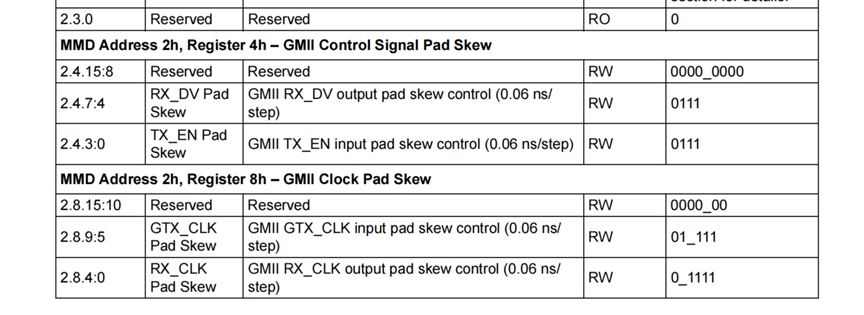 2.3.0 Reserved Reserved RO 0
MMD Address 2h, Register 4h – GMII Control Signal Pad Skew
2.4.15:8 Reserved Reserved RW 0000_0000
2.4.7:4 RX_DV Pad Skew GMII RX_DV output pad skew control (0.06 ns/step) RW 0111
2.4.3:0 TX_EN Pad Skew GMII TX_EN input pad skew control (0.06 ns/step) RW 0111
MMD Address 2h, Register 8h – GMII Clock Pad Skew
2.8.15:10 Reserved Reserved RW 0000_00
2.8.9:5 GTX_CLK Pad Skew GMII GTX_CLK input pad skew control (0.06 ns/step) RW 01_111
2.8.4:0 RX_CLK Pad Skew GMII RX_CLK output pad skew control (0.06 ns/step) RW 0_1111